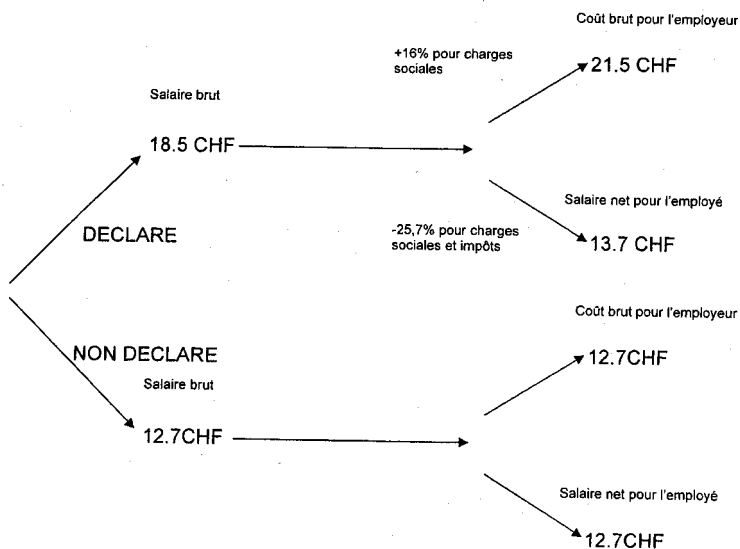 Coût brut pour l'employeur
+16% pour charges
sociales
21.5 CHF
Salaire brut
18.5 CHF
Salaire net pour l'employé
DECLARE
-25,7% pour charges
sociales et impôts
13.7 CHF
Coût brut pour l'employeur
NON DECLARE
12.7CHF
Salaire brut
12.7CHF
Salaire net pour l'employé
12.7CHF